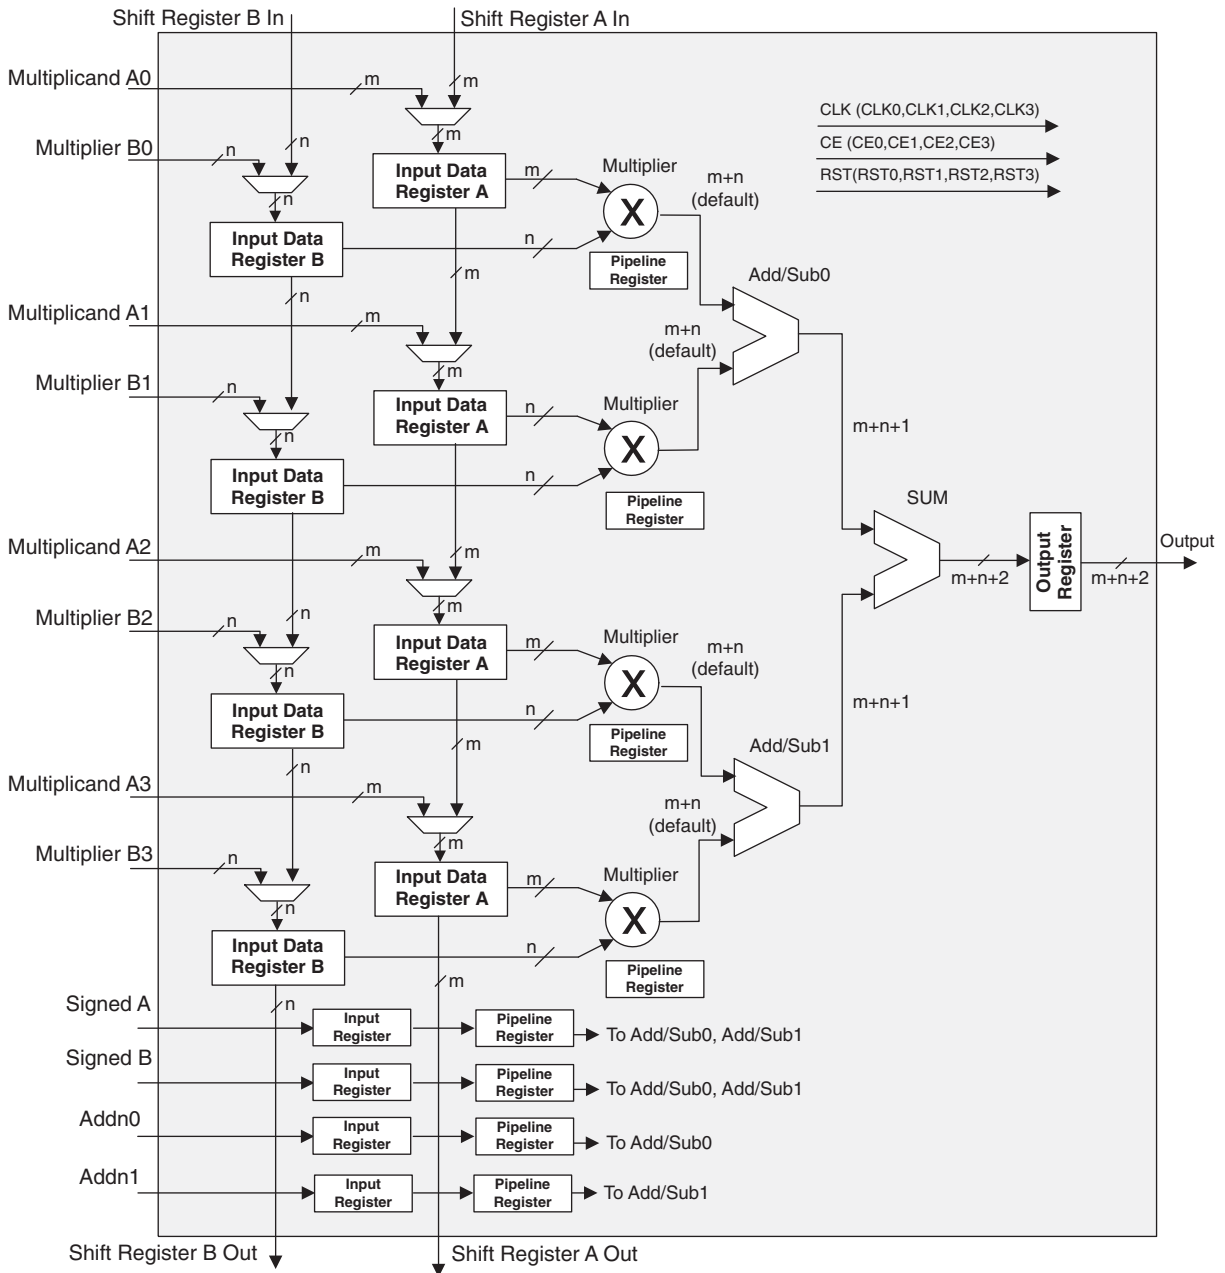 Shift Register B In
Shift Register A In
Multiplicand A0
m
m
CLK (CLK0,CLK1,CLK2,CLK3)
CE (CE0,CE1,CE2,CE3)
RST(RST0,RST1,RST2,RST3)
Multiplier B0
n
n
m
Input Data
Register A
m
Multiplier
X
m+n
(default)
n
Input Data
Register B
n
Pipeline
Register
m
n
Add/Sub0
Multiplicand A1
m
m+n
(default)
m
Multiplier B1
n
Input Data
Register A
n
Multiplier
X
m+n+1
n
Input Data
Register B
n
Pipeline
Register
SUM
Multiplicand A2
m
m
Output
Register
Output
m+n+2
m+n+2
m
Multiplier B2
n
n
Input Data
Register A
m
Multiplier
X
m+n
(default)
n
Input Data
Register B
n
Pipeline
Register
m+n+1
m
n
Add/Sub1
Multiplicand A3
m
m+n
(default)
m
Multiplier B3
n
Input Data
Register A
m
Multiplier
X
n
Input Data
Register B
n
Pipeline
Register
m
n
Signed A
Input
Register
Pipeline
Register
To Add/Sub0, Add/Sub1
Signed B
Input
Register
Pipeline
Register
To Add/Sub0, Add/Sub1
Addn0
Input
Register
Pipeline
Register
To Add/Sub0
Addn1
Input
Register
Pipeline
Register
To Add/Sub1
Shift Register B Out
Shift Register A Out